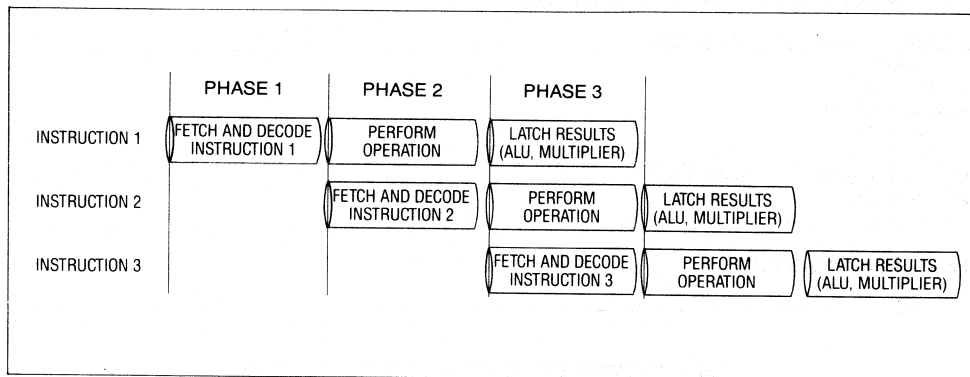 PHASE 1 PHASE 2 PHASE 3
INSTRUCTION 1
FETCH AND DECODE
INSTRUCTION 1
PERFORM
OPERATION
LATCH RESULTS
(ALU, MULTIPLIER)
INSTRUCTION 2
FETCH AND DECODE
INSTRUCTION 2
PERFORM
OPERATION
LATCH RESULTS
(ALU, MULTIPLIER)
INSTRUCTION 3
FETCH AND DECODE
INSTRUCTION 3
PERFORM
OPERATION
LATCH RESULTS
(ALU, MULTIPLIER)